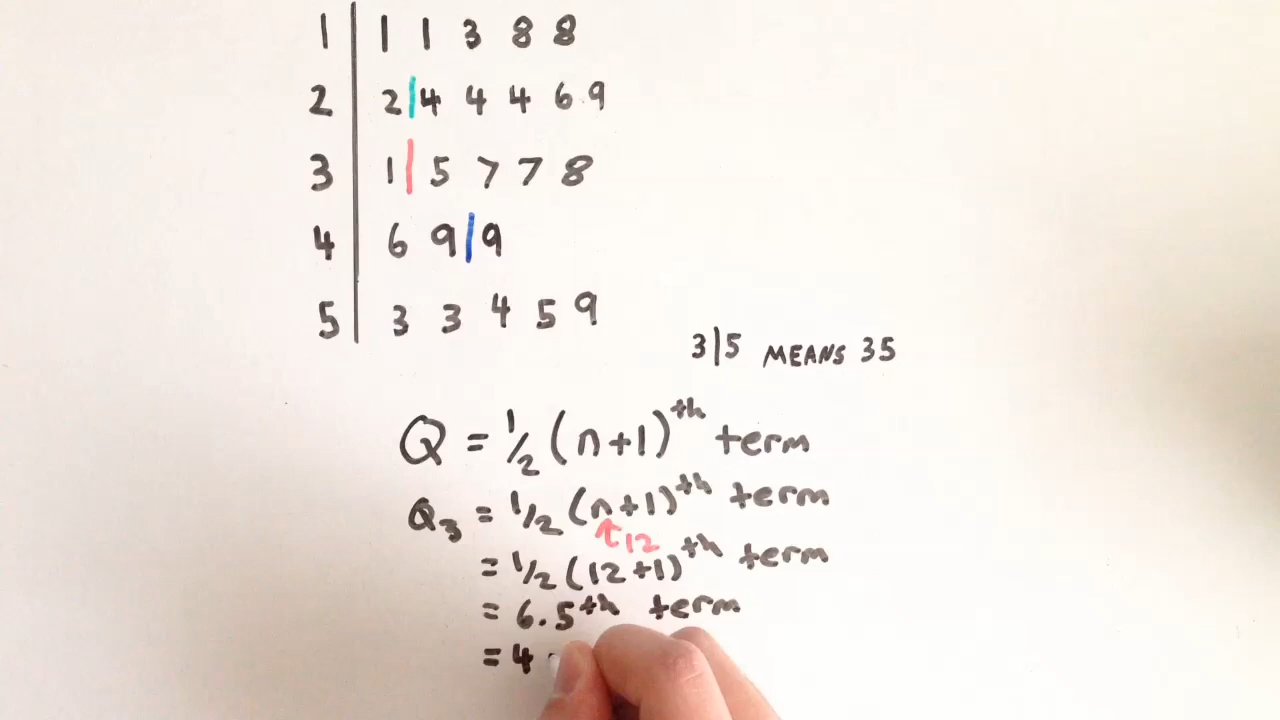 1 | 1 1 3 8 8
2 | 2 | 4 4 4 6 9
3 | 1 | 5 7 7 8
4 | 6 9 | 9
5 | 3 3 4 5 9
3|5 MEANS 35
Q = 1/2 (n+1)th term
Q3 = 1/2 (n+1)th term
12
= 1/2 (12+1)th term
= 6.5th term
= 4